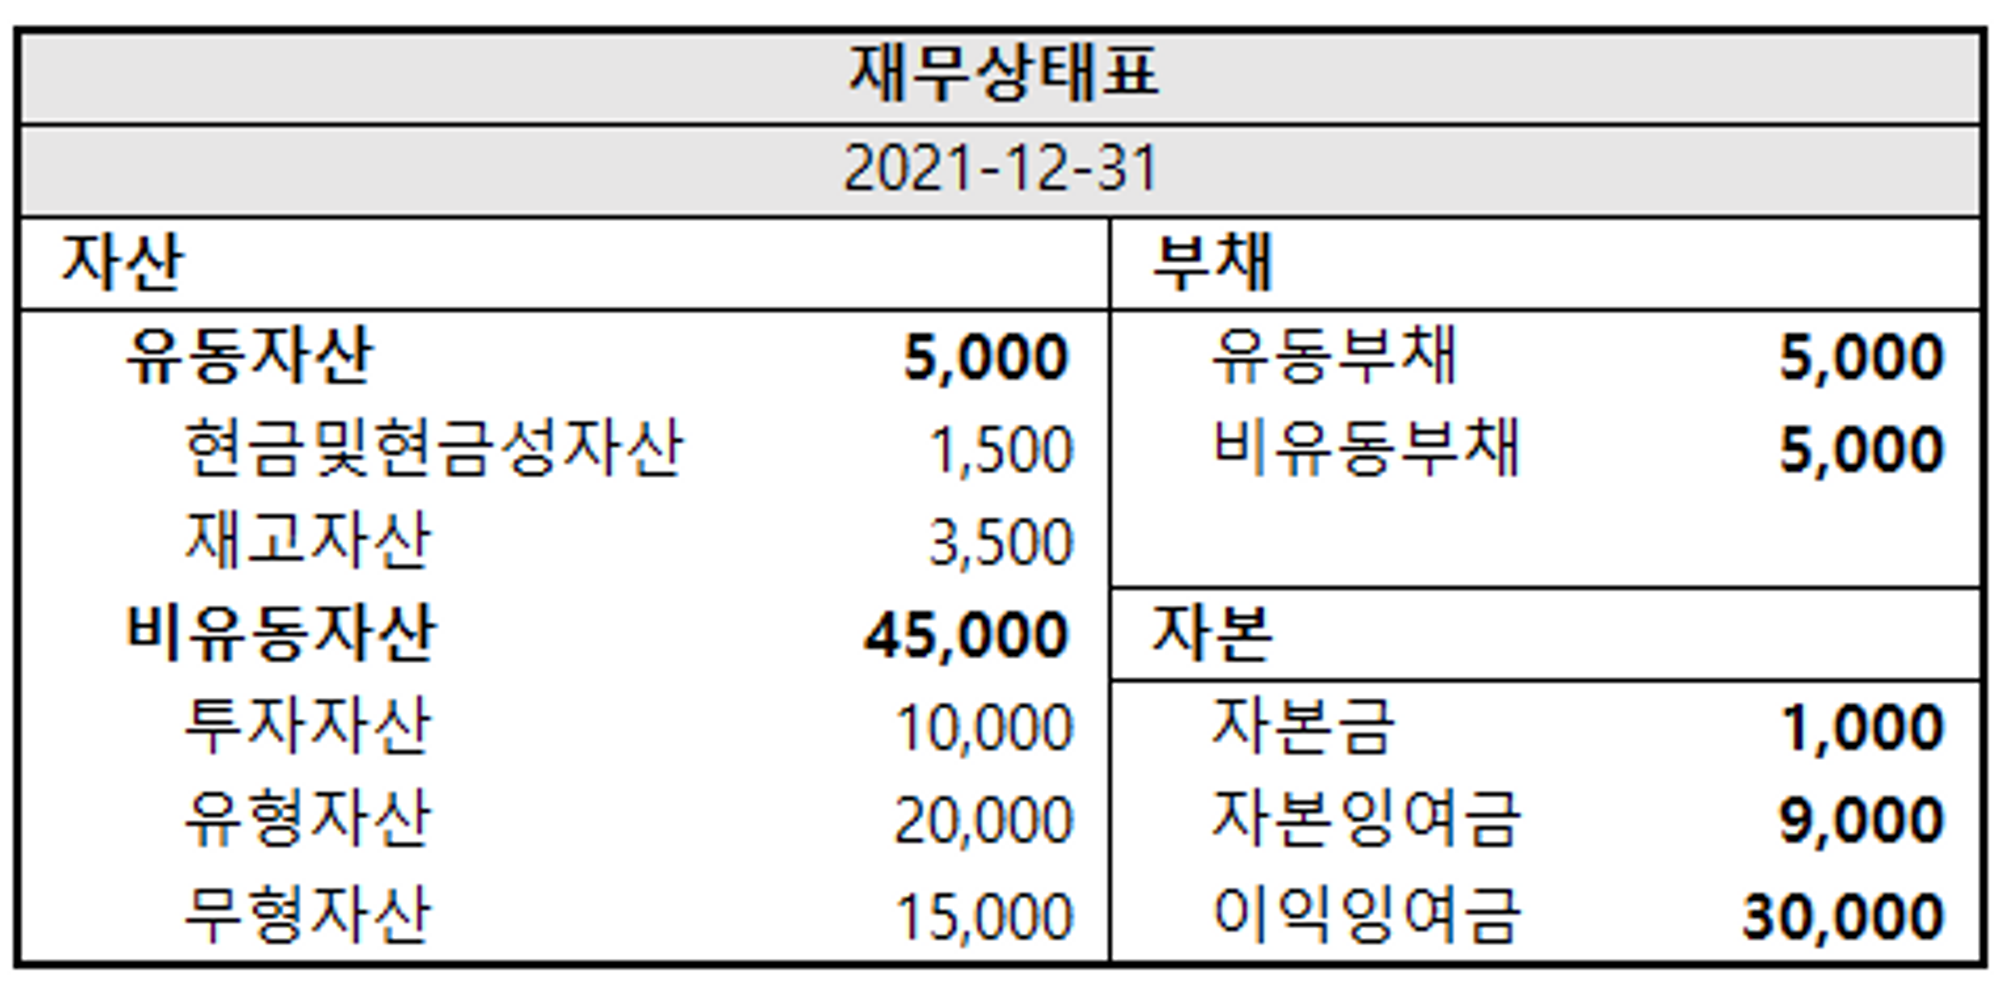 재무상태표
2021-12-31
자산 부채
유동자산 5,000 유동부채 5,000
현금및현금성자산 1,500 비유동부채 5,000
재고자산 3,500
비유동자산 45,000 자본
투자자산 10,000 자본금 1,000
유형자산 20,000 자본잉여금 9,000
무형자산 15,000 이익잉여금 30,000